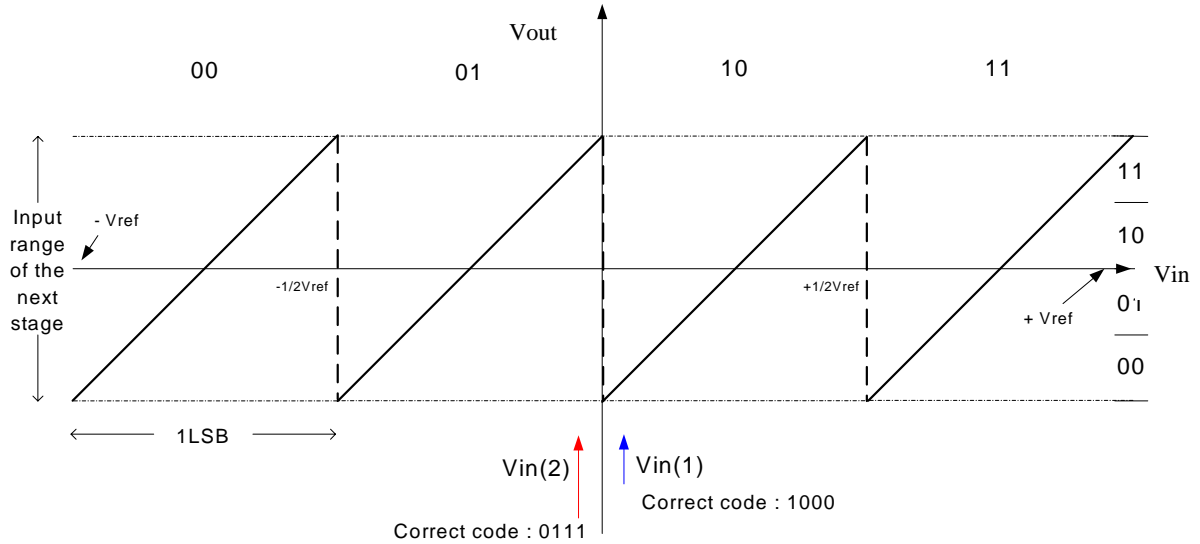 Vout
00
01
10
11
Input
range
of the
next
stage
- Vref
-1/2Vref
+1/2Vref
+ Vref
Vin
11
10
01
00
1LSB
Vin(2)
Vin(1)
Correct code : 1000
Correct code : 0111